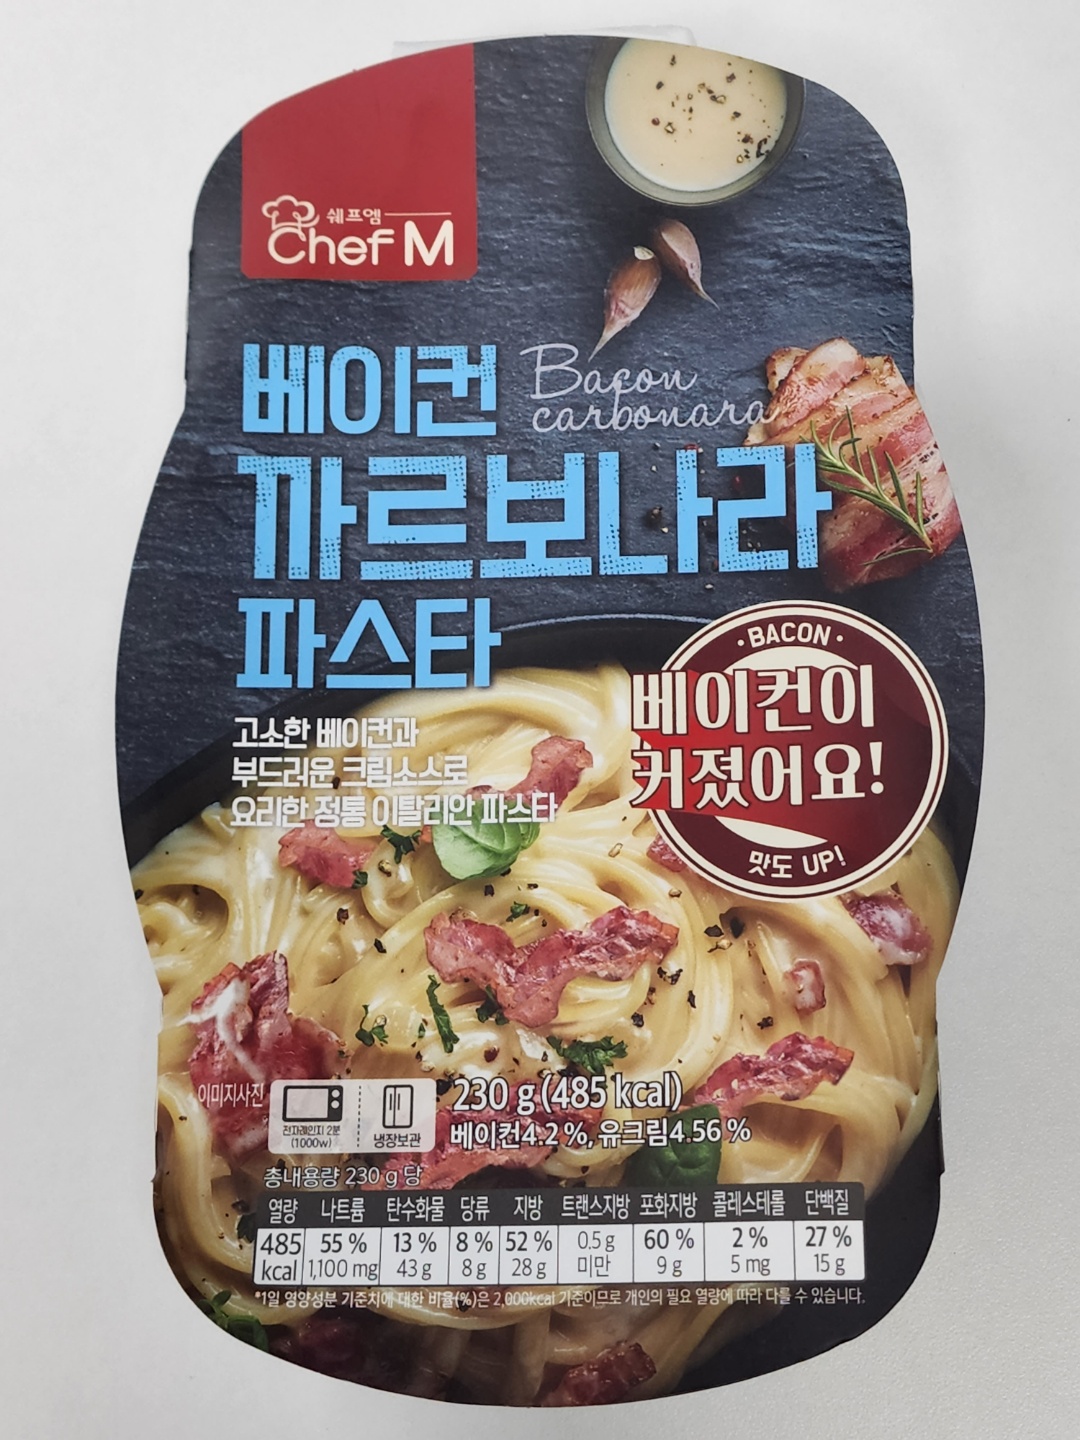 쉐프엠
Chef M
베이컨
Bacon
carbonara
까르보나라
파스타
고소한 베이컨과
부드러운 크림소스로
요리한 정통 이탈리안 파스타
· BACON ·
베이컨이
커졌어요!
맛도 UP!
이미지사진
전자레인지 2분
(1000w)
냉장보관
230 g (485 kcal)
베이컨4.2 %, 유크림4.56 %
총내용량 230 g 당
열량 나트륨 탄수화물 당류 지방 트랜스지방 포화지방 콜레스테롤 단백질
485 55 % 13 % 8 % 52 % 0.5 g 60 % 2 % 27 %
kcal 1,100 mg 43 g 8 g 28 g 미만 9 g 5 mg 15 g
*1일 영양성분 기준치에 대한 비율(%)은 2,000kcal 기준이므로 개인의 필요 열량에 따라 다를 수 있습니다.